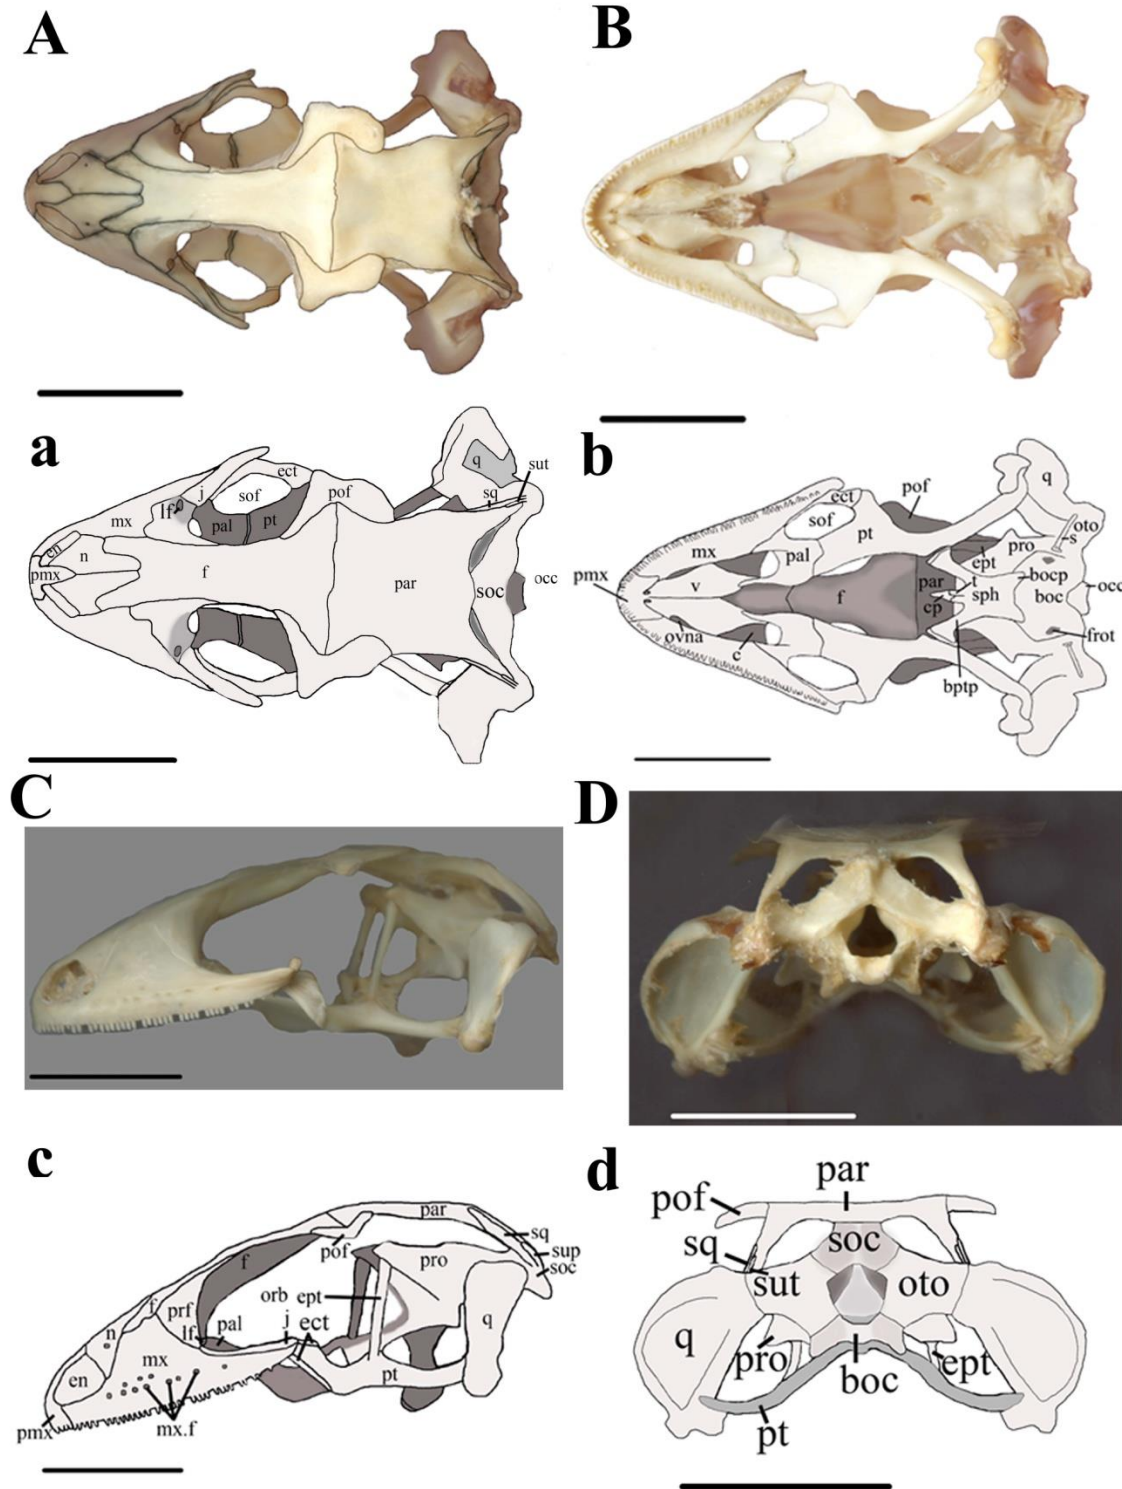 A
B
a
q
sut
ect
sq
j
sof
pof
lf
mx
pal
pt
en
n
pmx
f
par
soc
occ
b
pof
q
ect
sof
pt
oto
mx
pro
s
ept
pal
pmx
par
t
bocp
v
f
cp
sph
boc
occ
ovna
c
frot
bptp
C
D
c
par
sq
pof
sup
f
pro
soc
orb
ept
f
prf
j
n
lf
pal
ect
q
mx
en
pt
pmx
mx.f
d
par
pof
soc
sq
sut
oto
q
pro
boc
ept
pt